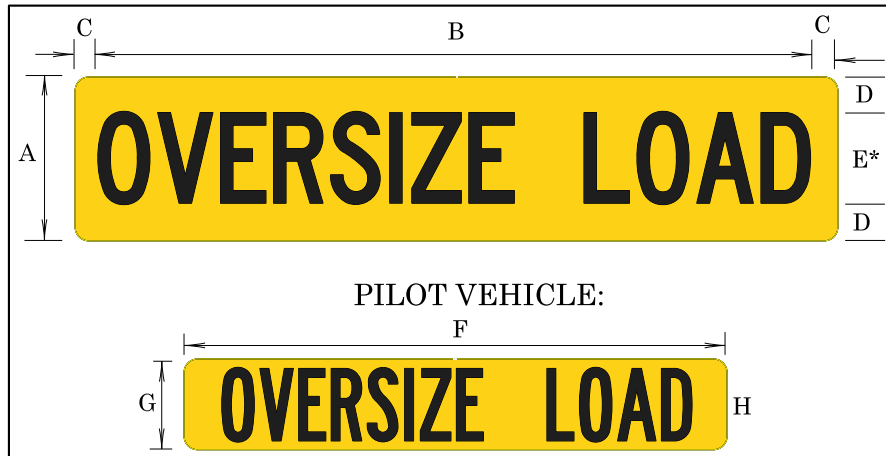 C B C
A OVERSIZE LOAD D
E*
D
PILOT VEHICLE:
F
G OVERSIZE LOAD H